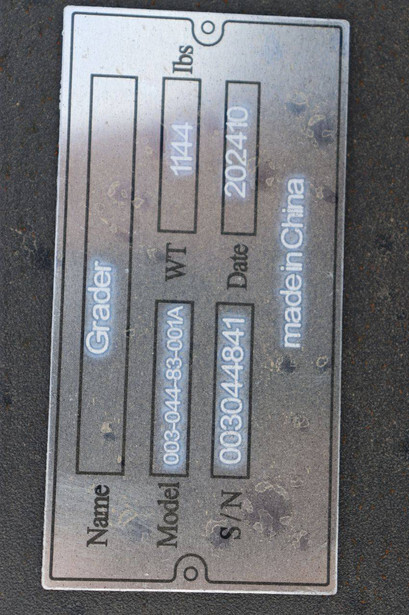 Name Grader
Model 003-044-83-001A WT 1144 lbs
S/N 003044841 Date 202410
made in China